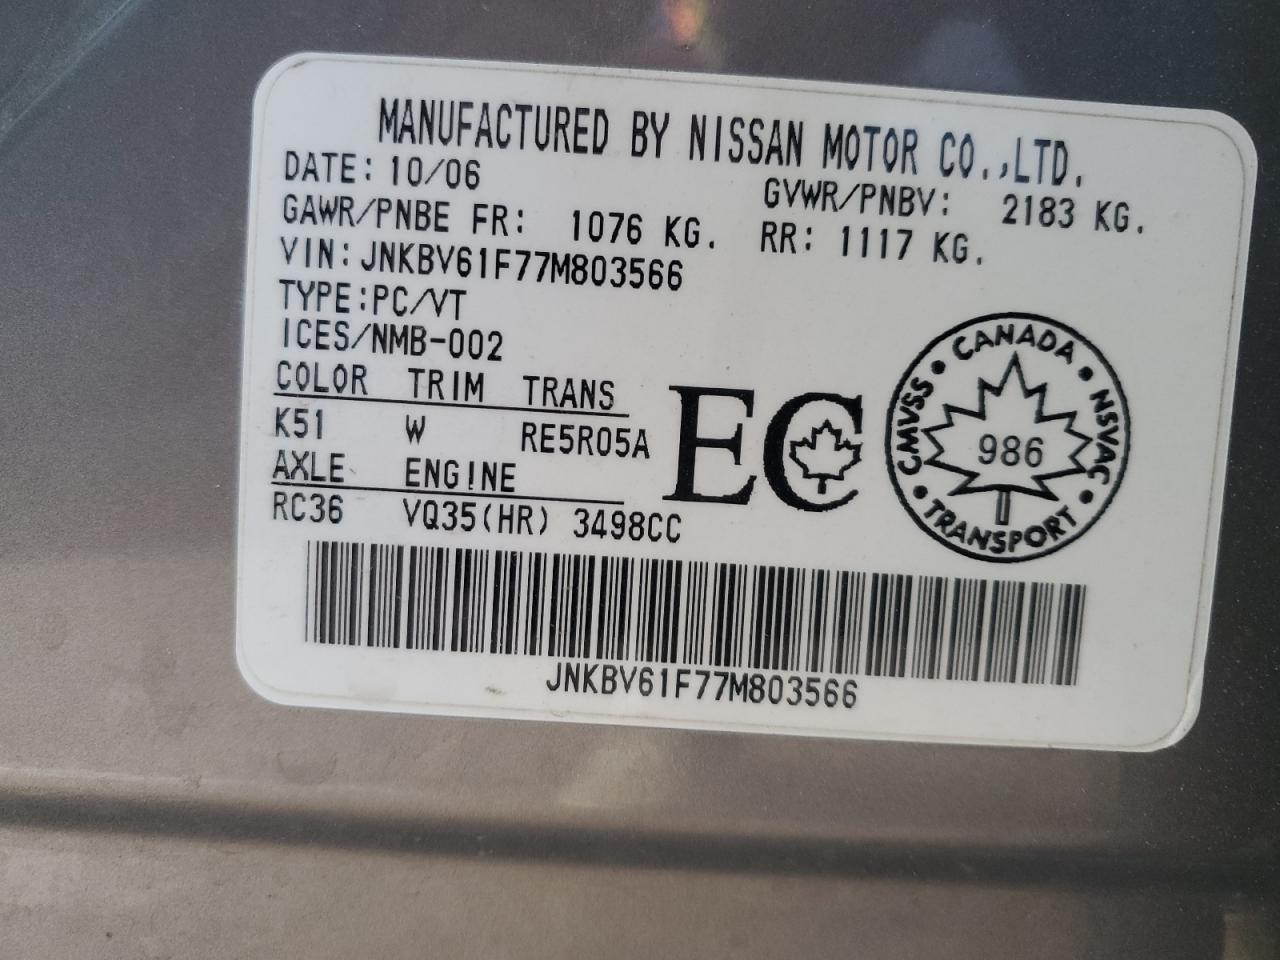 MANUFACTURED BY NISSAN MOTOR CO.,LTD.
DATE: 10/06 GVWR/PNBV: 2183 KG.
GAWR/PNBE FR: 1076 KG. RR: 1117 KG.
VIN: JNKBV61F77M803566
TYPE:PC/VT
ICES/NMB-002
COLOR TRIM TRANS
K51 W RE5R05A
AXLE ENGINE
RC36 VQ35(HR) 3498CC
EC
CANADA • NSVAC • TRANSPORT • CMVSS •
986
JNKBV61F77M803566